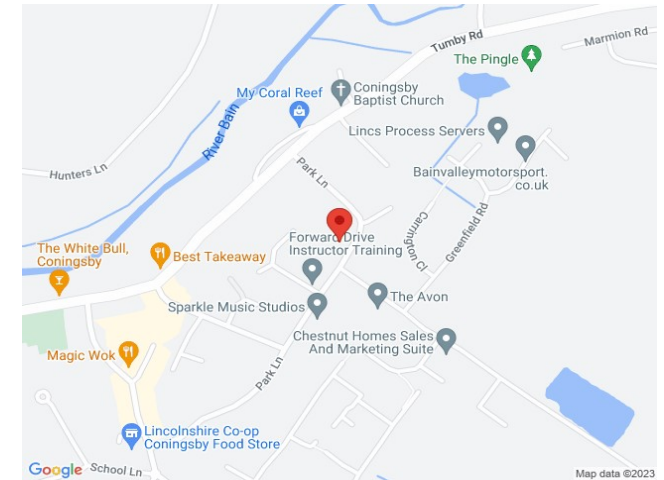 Tumby Rd
Marmion Rd
The Pingle
My Coral Reef
Coningsby
Baptist Church
River Bain
Lincs Process Servers
Hunters Ln
Park Ln
Bainvalleymotorsport.
co.uk
Carrington Cl
Greenfield Rd
The White Bull,
Coningsby
Best Takeaway
Forward Drive
Instructor Training
Sparkle Music Studios
The Avon
Chestnut Homes Sales
And Marketing Suite
Magic Wok
Park Ln
Lincolnshire Co-op
Coningsby Food Store
Google
School Ln
Map data ©2023